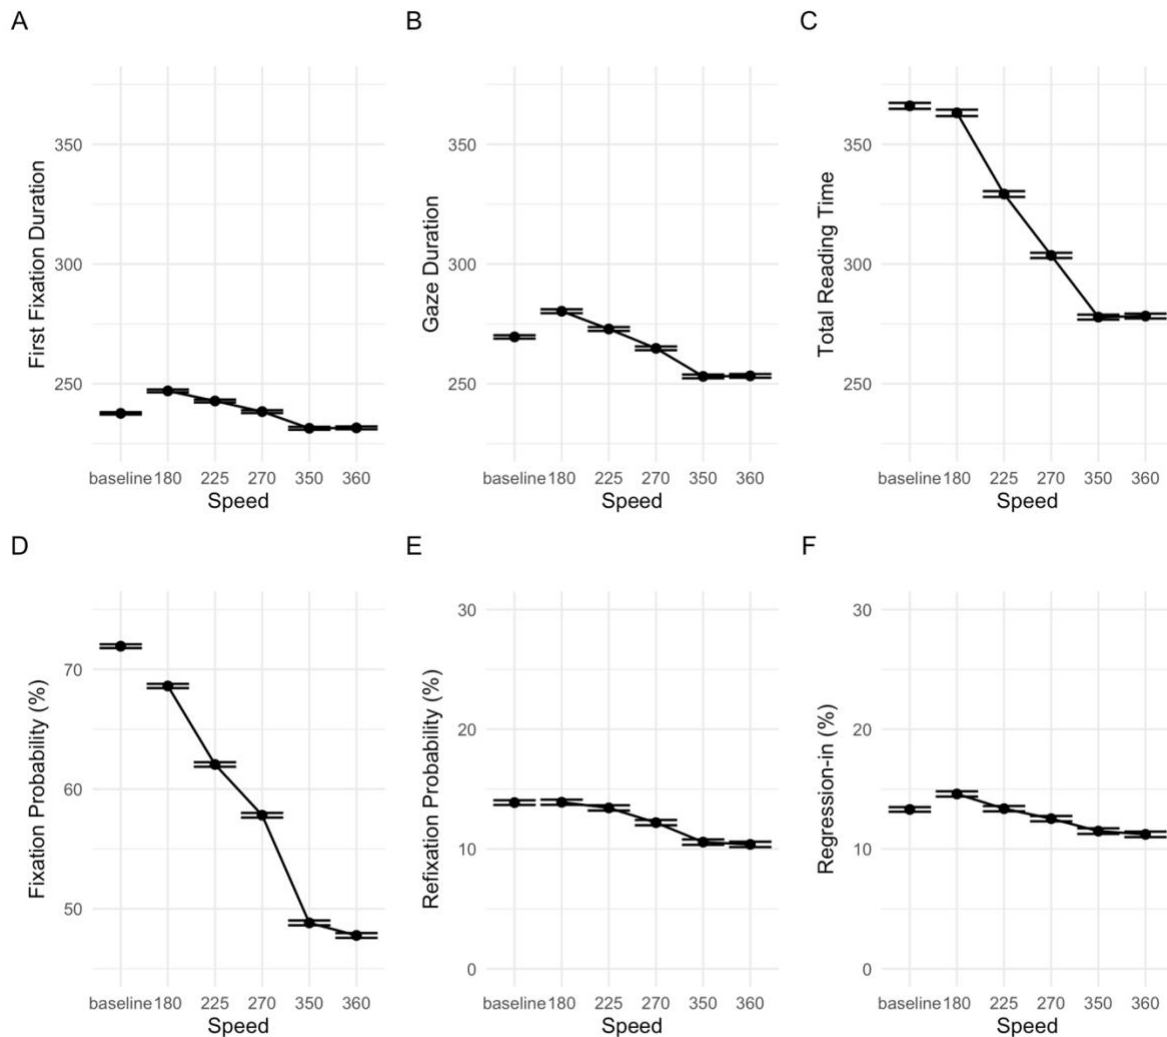 A
First Fixation Duration
350
300
250
baseline 180 225 270 350 360
Speed
B
Gaze Duration
350
300
250
baseline 180 225 270 350 360
Speed
C
Total Reading Time
350
300
250
baseline 180 225 270 350 360
Speed
D
Fixation Probability (%)
70
60
50
baseline 180 225 270 350 360
Speed
E
Refixation Probability (%)
30
20
10
0
baseline 180 225 270 350 360
Speed
F
Regression-in (%)
30
20
10
0
baseline 180 225 270 350 360
Speed